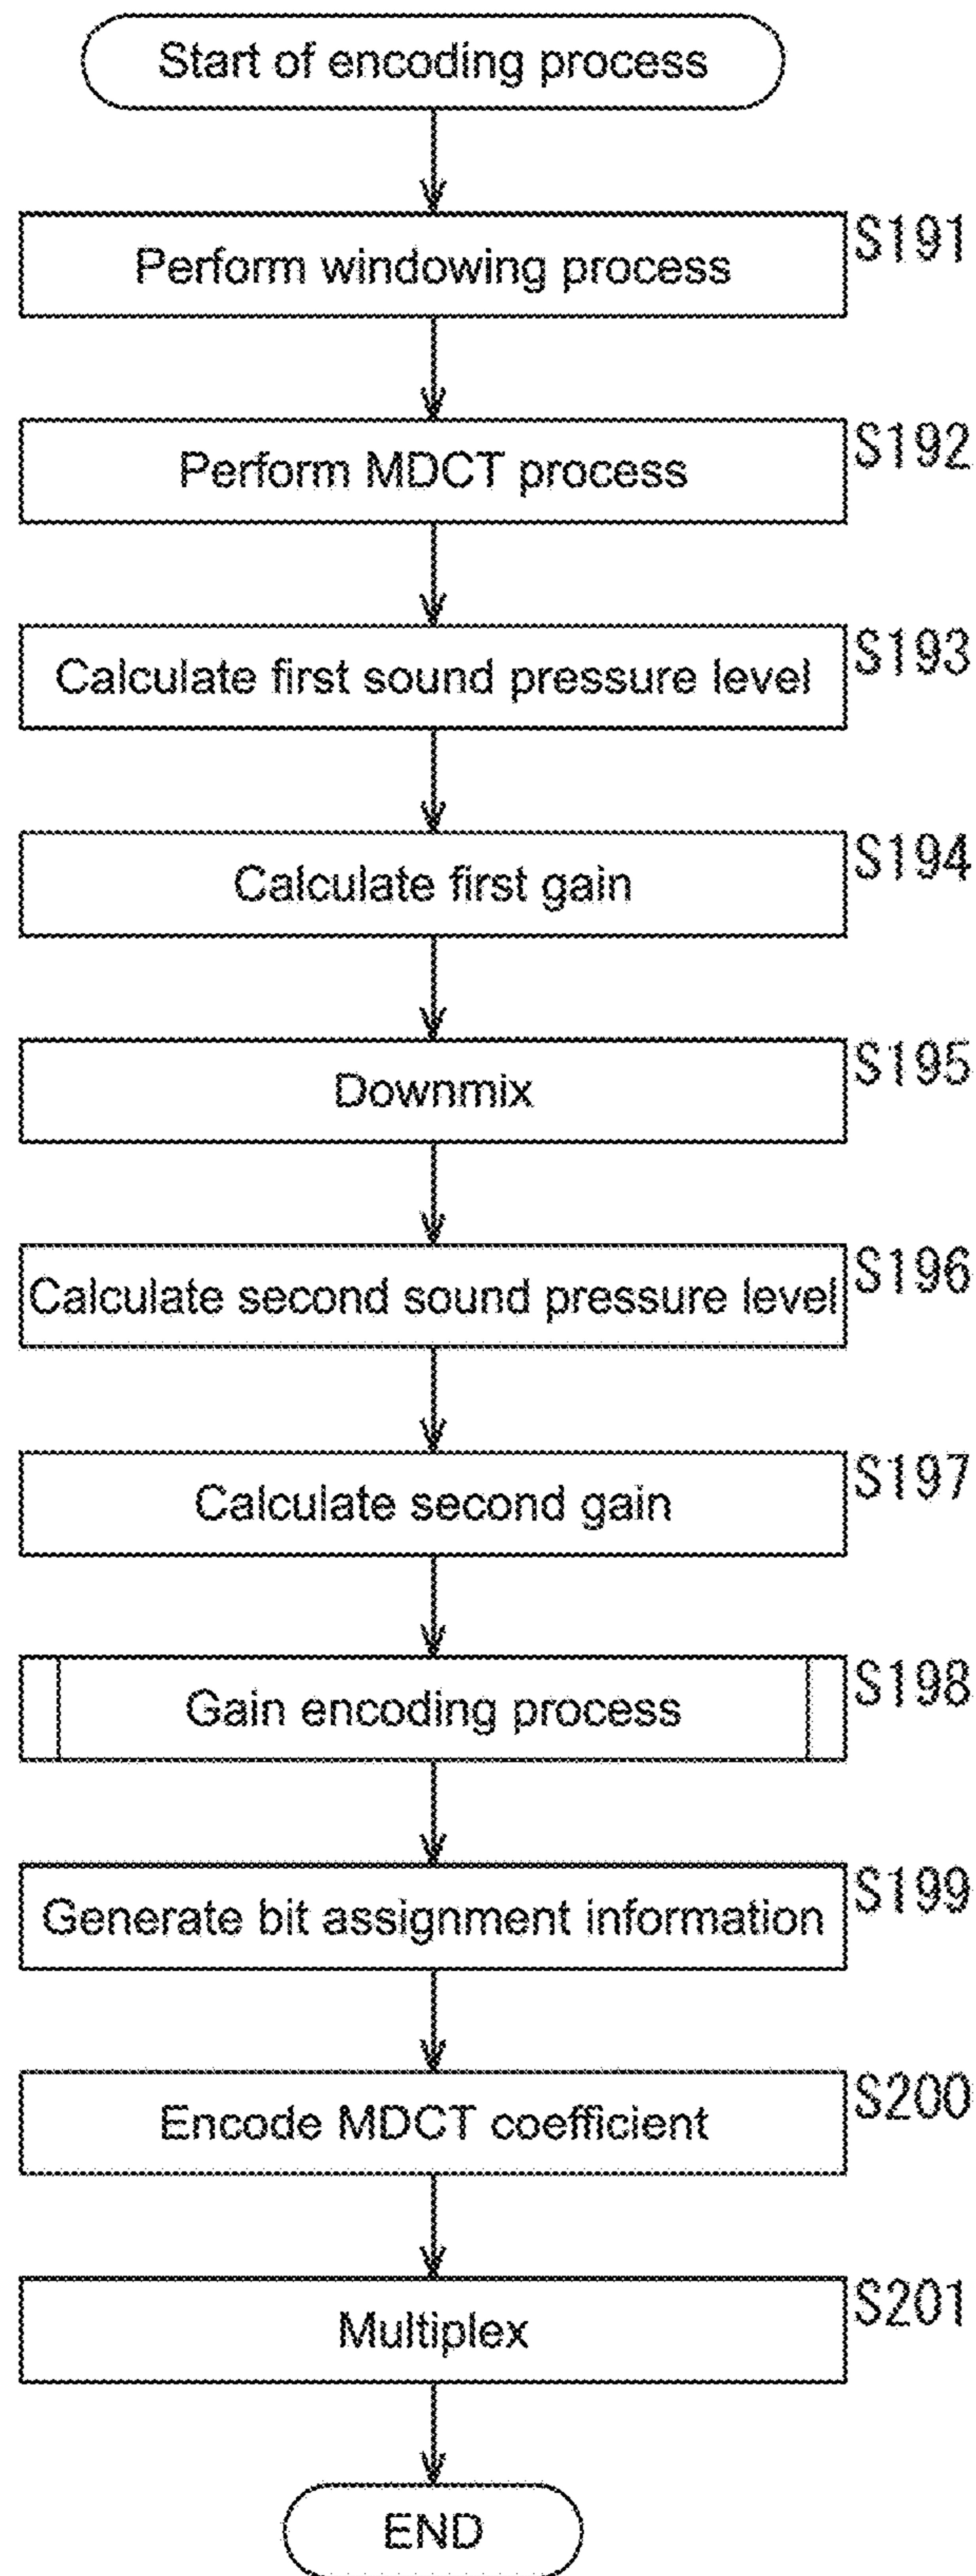 Start of encoding process
Perform windowing process S191
Perform MDCT process S192
Calculate first sound pressure level S193
Calculate first gain S194
Downmix S195
Calculate second sound pressure level S196
Calculate second gain S197
Gain encoding process S198
Generate bit assignment information S199
Encode MDCT coefficient S200
Multiplex S201
END